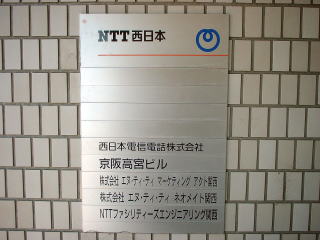 NTT西日本
西日本電信電話株式会社
京阪高宮ビル
株式会社 エヌ・ティ・ティ マーケティング アクト関西
株式会社 エヌ・ティ・ティ ネオメイト関西
NTTファシリティーズエンジニアリング関西